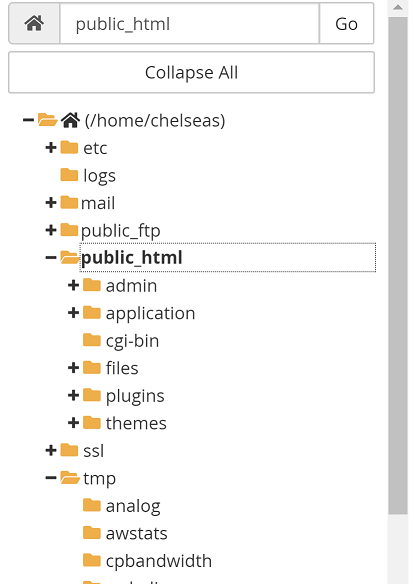 public_html Go
Collapse All
(/home/chelseas)
etc
logs
mail
public_ftp
public_html
admin
application
cgi-bin
files
plugins
themes
ssl
tmp
analog
awstats
cpbandwidth